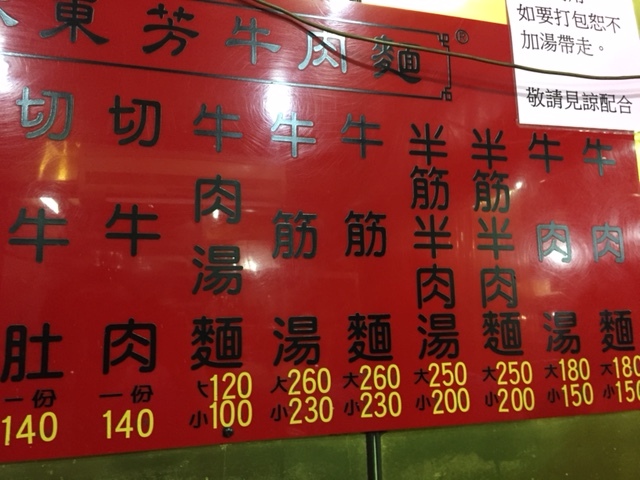 東芳牛肉麵®
如要打包恕不
加湯帶走。
敬請見諒配合
牛肉麵
大180
小150
牛肉湯
大180
小150
半筋半肉麵
大250
小200
半筋半肉湯
大250
小200
牛筋麵
大260
小230
牛筋湯
大260
小230
牛肉湯麵
大120
小100
切牛肉
一份
140
切牛肚
一份
140